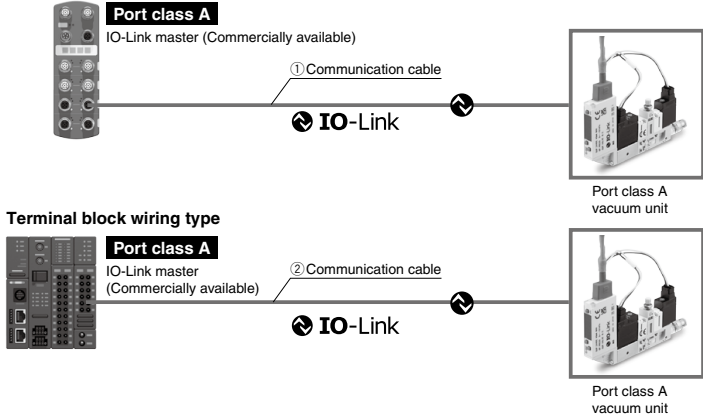 Port class A
IO-Link master (Commercially available)
①Communication cable
IO-Link
Port class A
vacuum unit
Terminal block wiring type
Port class A
IO-Link master
(Commercially available)
②Communication cable
IO-Link
Port class A
vacuum unit